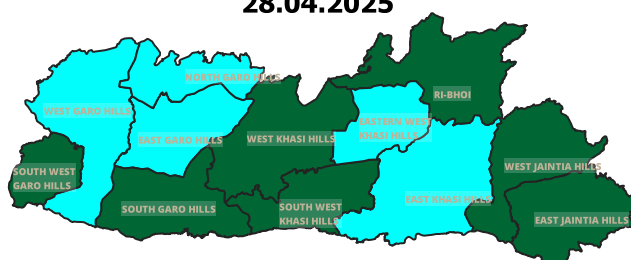 28.04.2025
NORTH GARO HILLS
WEST GARO HILLS
RI-BHOI
EASTERN WEST
KHASI HILLS
EAST GARO HILLS
WEST KHASI HILLS
SOUTH WEST
GARO HILLS
WEST JAINTIA HILLS
EAST KHASI HILLS
SOUTH GARO HILLS
SOUTH WEST
KHASI HILLS
EAST JAINTIA HILLS